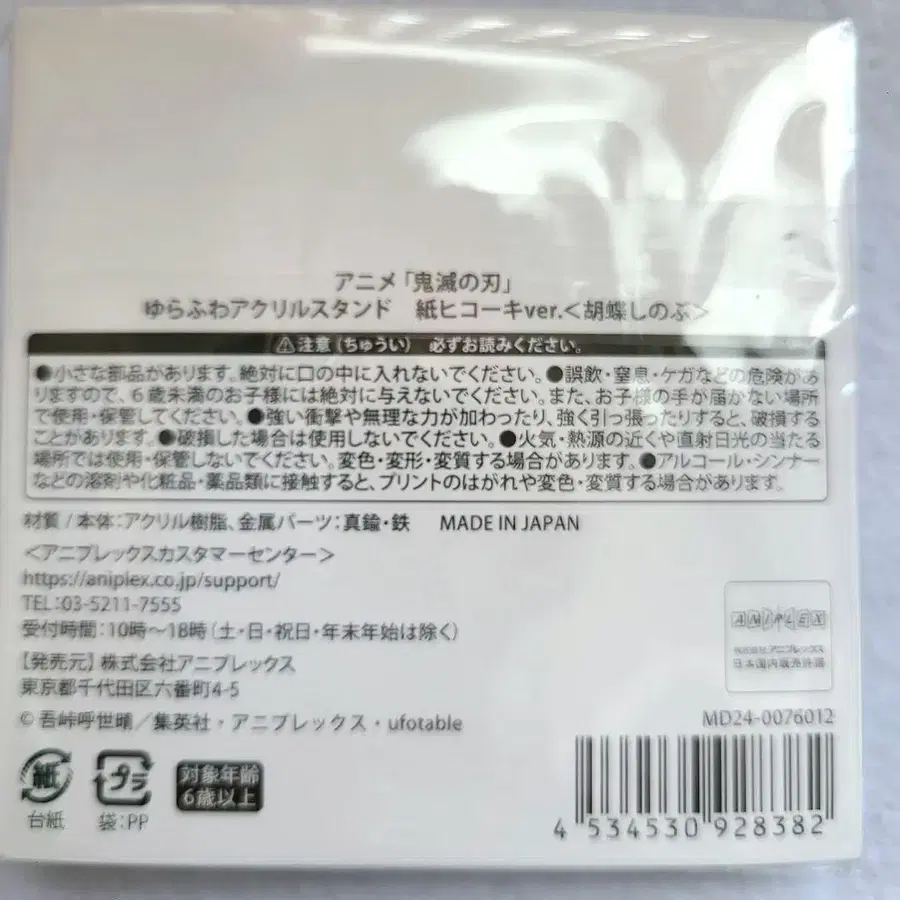 アニメ「鬼滅の刃」
ゆらふわアクリルスタンド　紙ヒコーキver.<胡蝶しのぶ>
⚠注意（ちゅうい）　必ずお読みください。
●小さな部品があります。絶対に口の中に入れないでください。●誤飲・窒息・ケガなどの危険があ
りますので、6歳未満のお子様には絶対に与えないでください。また、お子様の手が届かない場所
で使用・保管してください。●強い衝撃や無理な力が加わったり、強く引っ張ったりすると、破損する
ことがあります。●破損した場合は使用しないでください。●火気・熱源の近くや直射日光の当たる
場所では使用・保管しないでください。変色・変形・変質する場合があります。●アルコール・シンナー
などの溶剤や化粧品・薬品類に接触すると、プリントのはがれや変色・変質する場合があります。
材質 / 本体：アクリル樹脂、金属パーツ：真鍮・鉄　MADE IN JAPAN
＜アニプレックスカスタマーセンター＞
https://aniplex.co.jp/support/
TEL：03-5211-7555
受付時間：10時～18時（土・日・祝日・年末年始は除く）
【発売元】株式会社アニプレックス
東京都千代田区六番町4-5
© 吾峠呼世晴／集英社・アニプレックス・ufotable
ANIPLEX
株式会社アニプレックス
日本国内販売許諾
MD24-0076012
紙
台紙
プラ
袋：PP
対象年齢
6歳以上
4 534530 928382